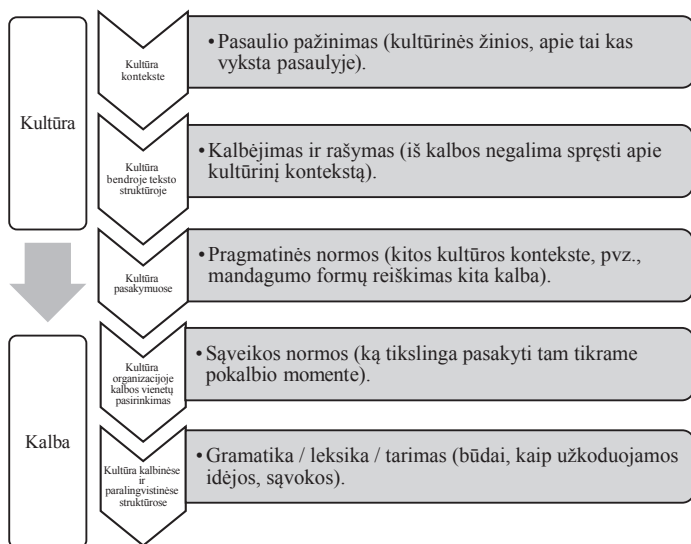 Kultūra
Kultūra
kontekste
• Pasaulio pažinimas (kultūrinės žinios, apie tai kas
vyksta pasaulyje).
Kultūra
bendroje teksto
struktūroje
• Kalbėjimas ir rašymas (iš kalbos negalima spręsti apie
kultūrinį kontekstą).
Kultūra
pasakymuose
• Pragmatinės normos (kitos kultūros kontekste, pvz.,
mandagumo formų reiškimas kita kalba).
Kalba
Kultūra
organizacijoje
kalbos vienetų
pasirinkimas
• Sąveikos normos (ką tikslinga pasakyti tam tikrame
pokalbio momente).
Kultūra kalbinėse
ir
paralingvistinėse
struktūrose
• Gramatika / leksika / tarimas (būdai, kaip užkoduojamos
idėjos, sąvokos).